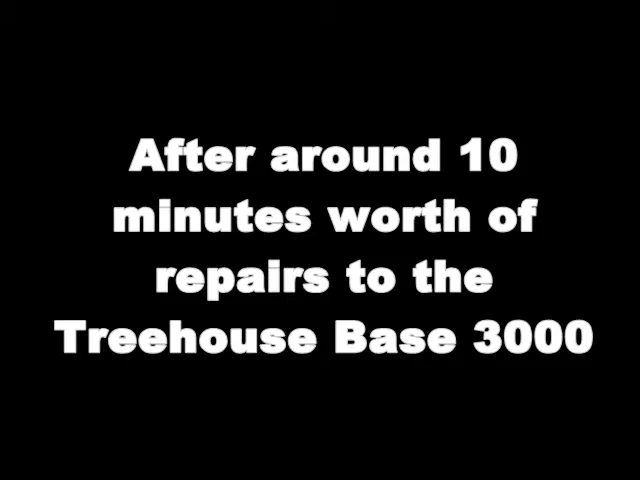 After around 10
minutes worth of
repairs to the
Treehouse Base 3000